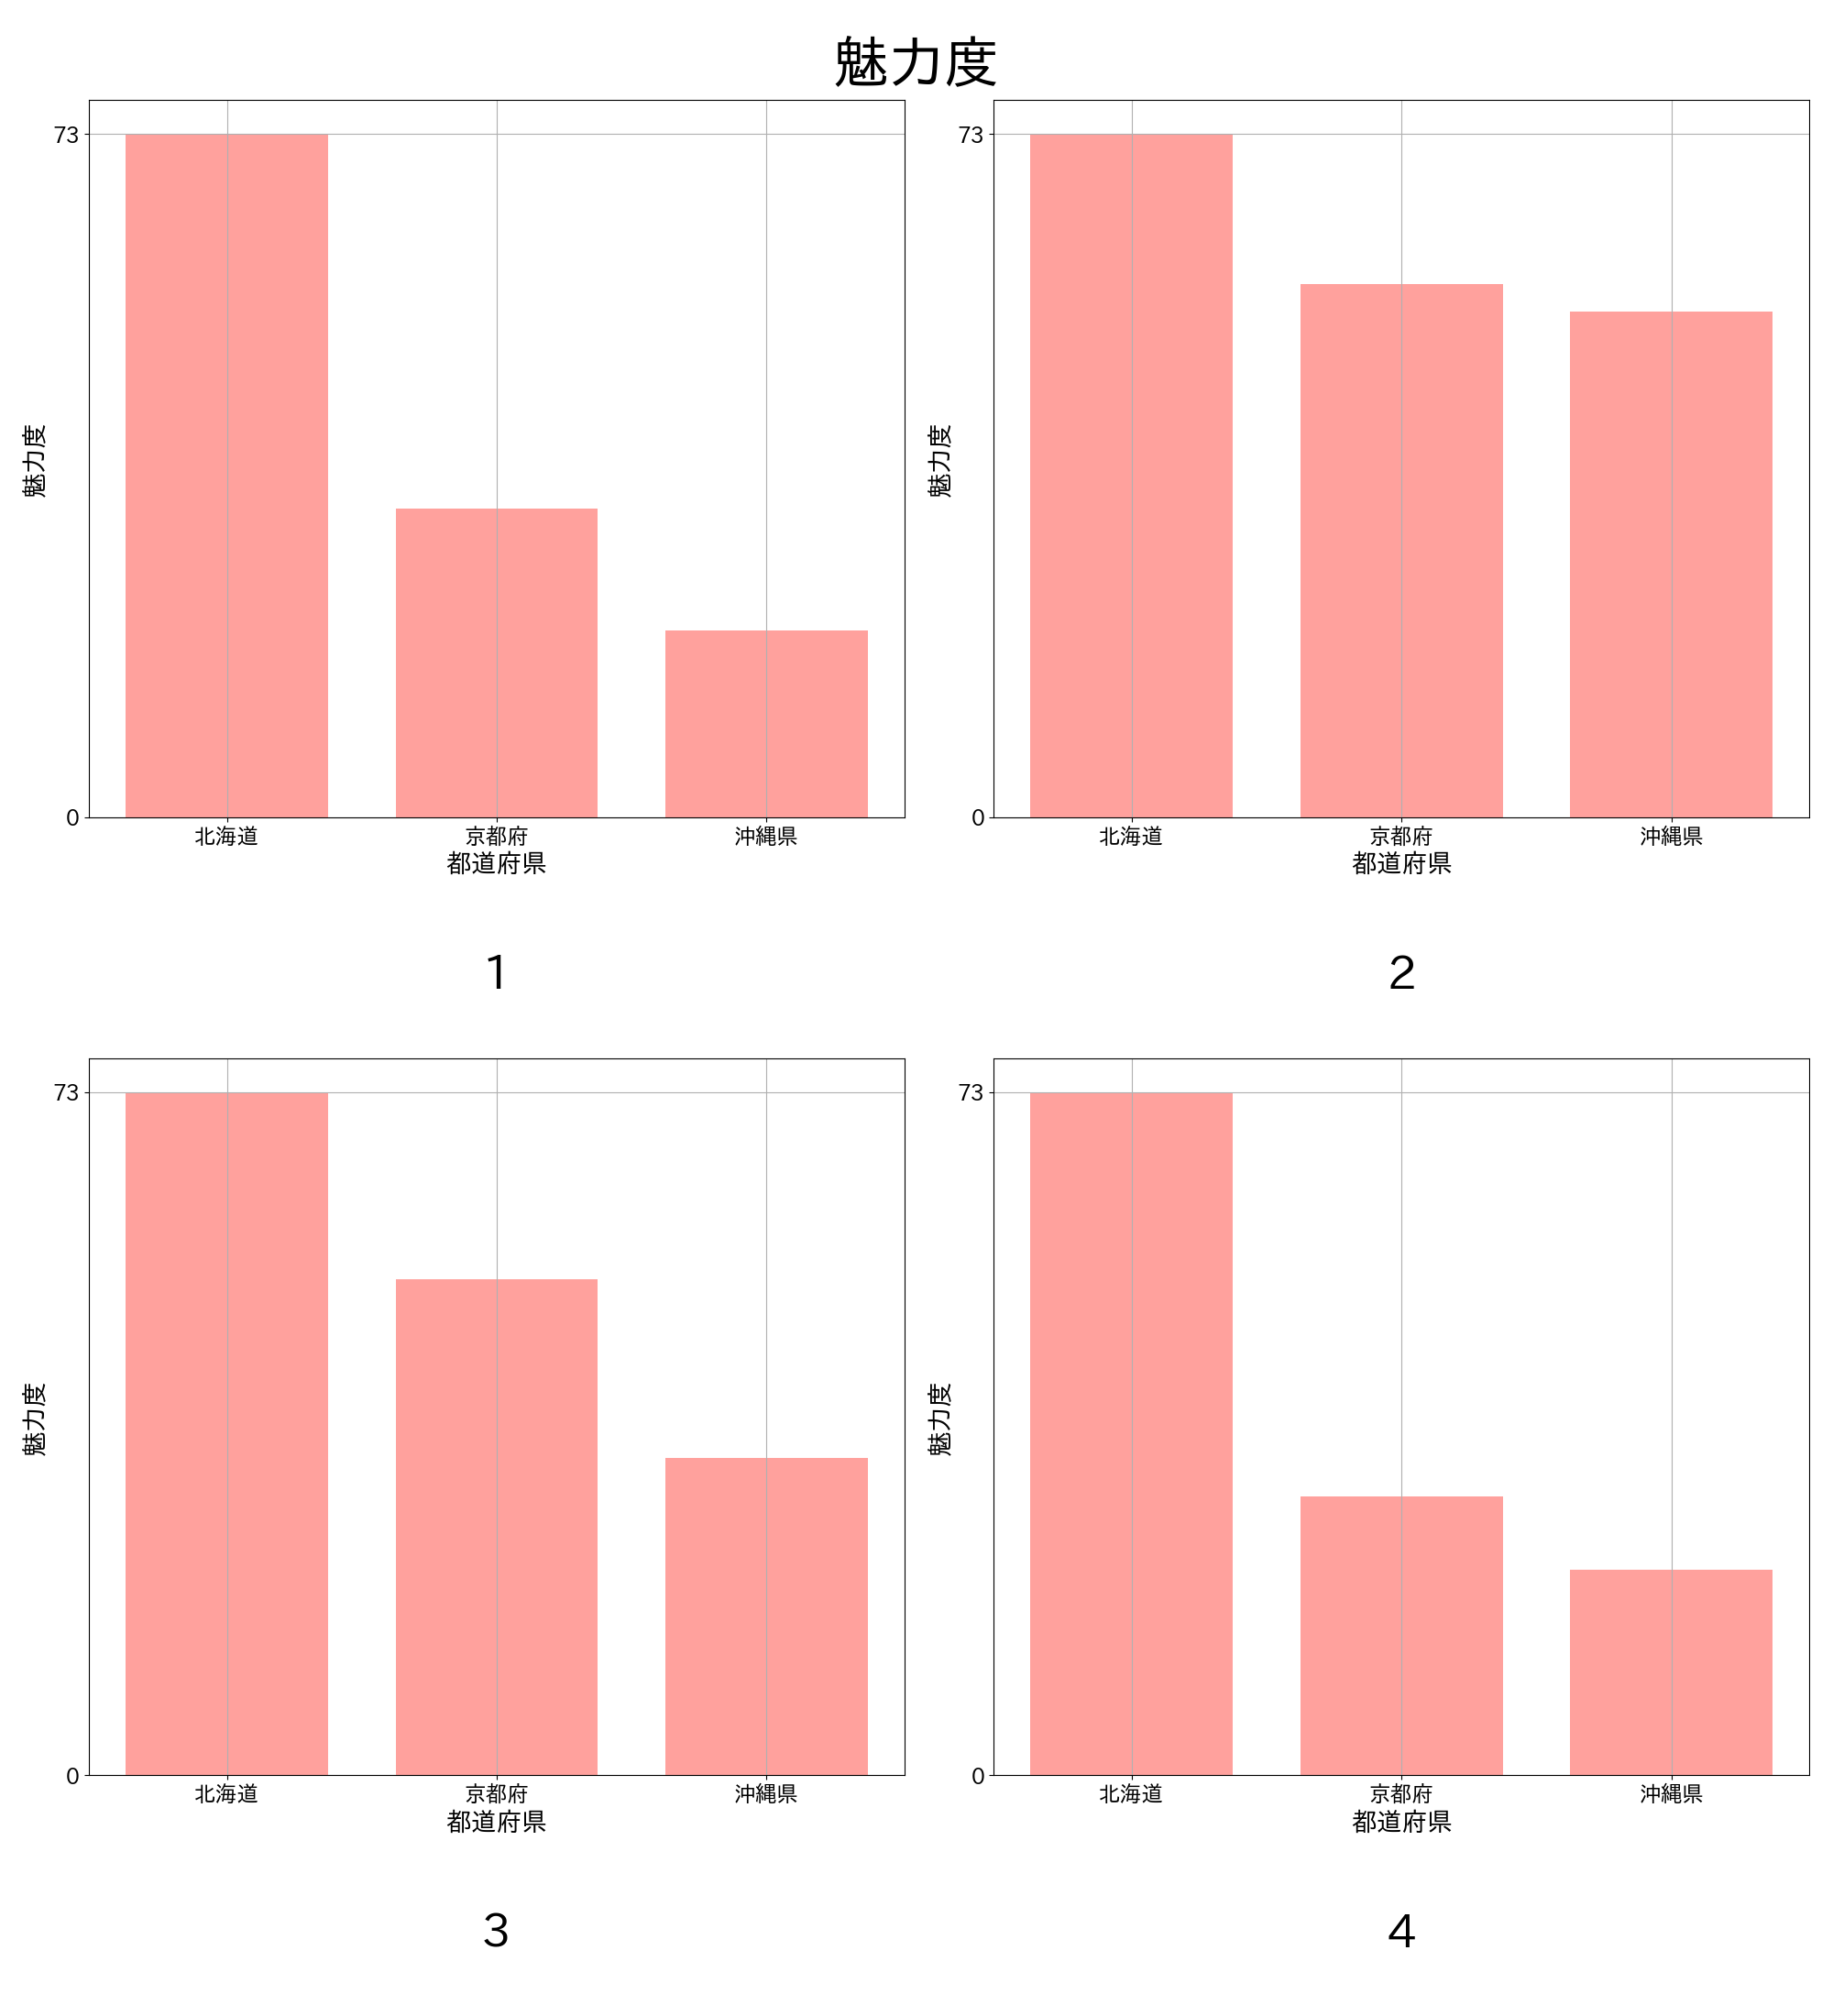 魅力度
73
0
魅力度
北海道 京都府 沖縄県
都道府県
1
73
0
魅力度
北海道 京都府 沖縄県
都道府県
2
73
0
魅力度
北海道 京都府 沖縄県
都道府県
3
73
0
魅力度
北海道 京都府 沖縄県
都道府県
4